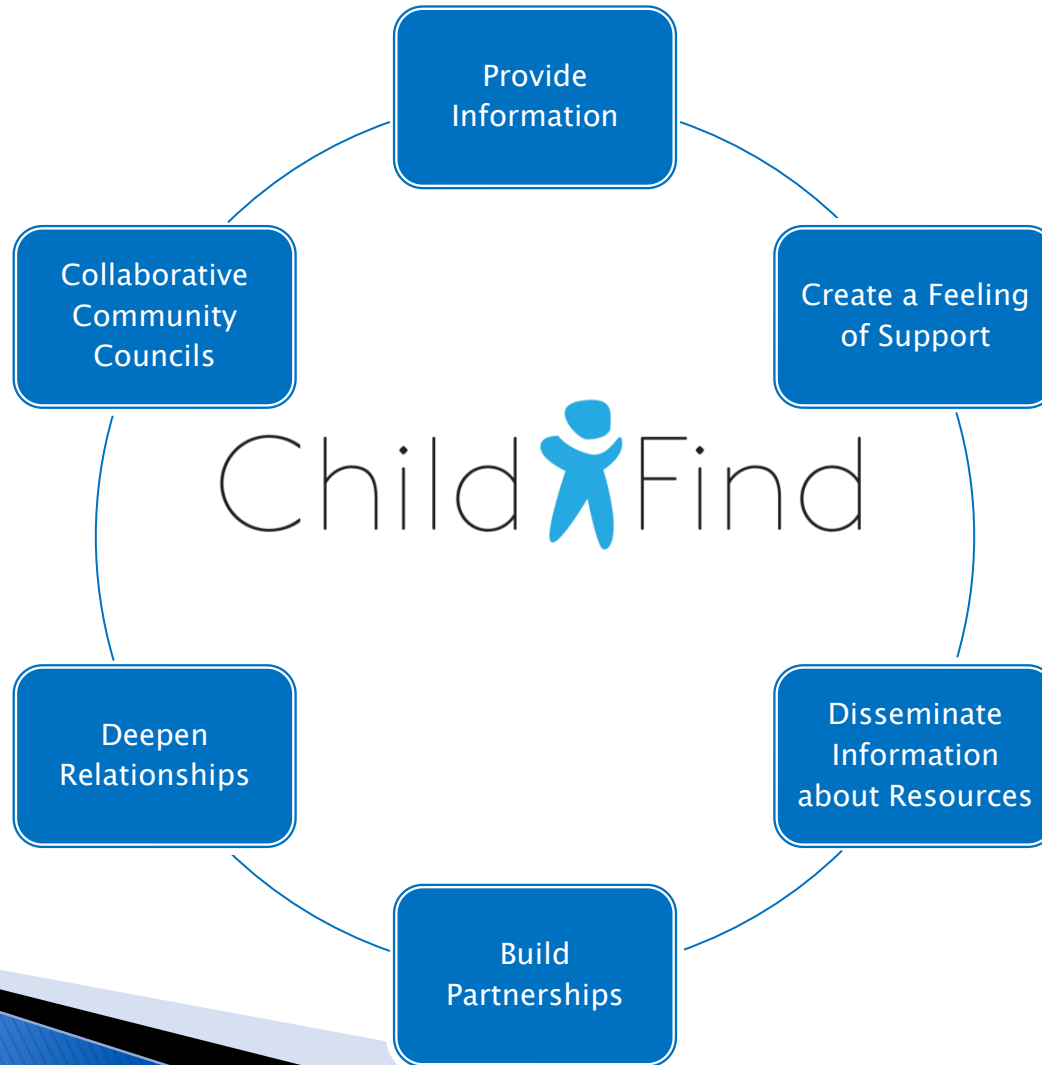 Provide
Information
Create a Feeling
of Support
Disseminate
Information
about Resources
Build
Partnerships
Deepen
Relationships
Collaborative
Community
Councils
Child Find